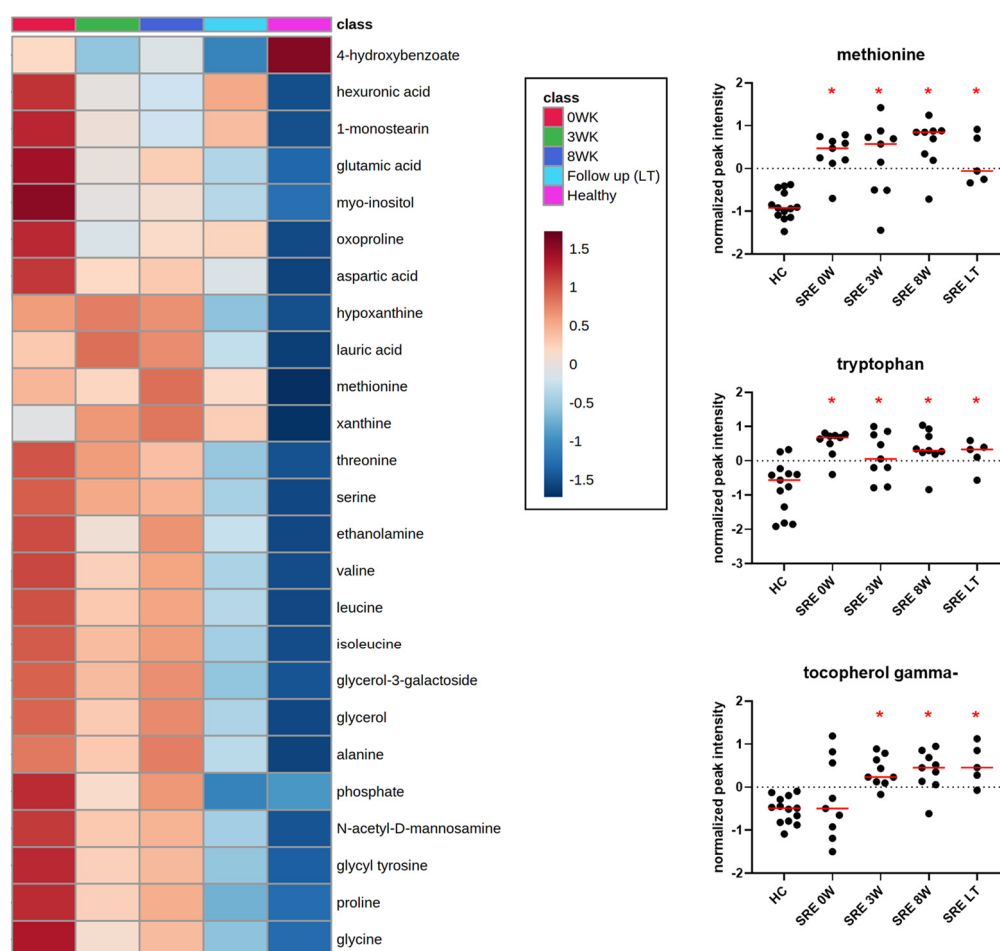 class
4-hydroxybenzoate
hexuronic acid
1-monostearin
glutamic acid
myo-inositol
oxoproline
aspartic acid
hypoxanthine
lauric acid
methionine
xanthine
threonine
serine
ethanolamine
valine
leucine
isoleucine
glycerol-3-galactoside
glycerol
alanine
phosphate
N-acetyl-D-mannosamine
glycyl tyrosine
proline
glycine
class
0WK
3WK
8WK
Follow up (LT)
Healthy
1.5
1
0.5
0
-0.5
-1
-1.5
methionine
normalized peak intensity
2
1
0
-1
-2
* * * *
HC SRE 0W SRE 3W SRE 8W SRE LT
tryptophan
normalized peak intensity
2
1
0
-1
-2
-3
* * * *
HC SRE 0W SRE 3W SRE 8W SRE LT
tocopherol gamma-
normalized peak intensity
2
1
0
-1
-2
* * *
HC SRE 0W SRE 3W SRE 8W SRE LT